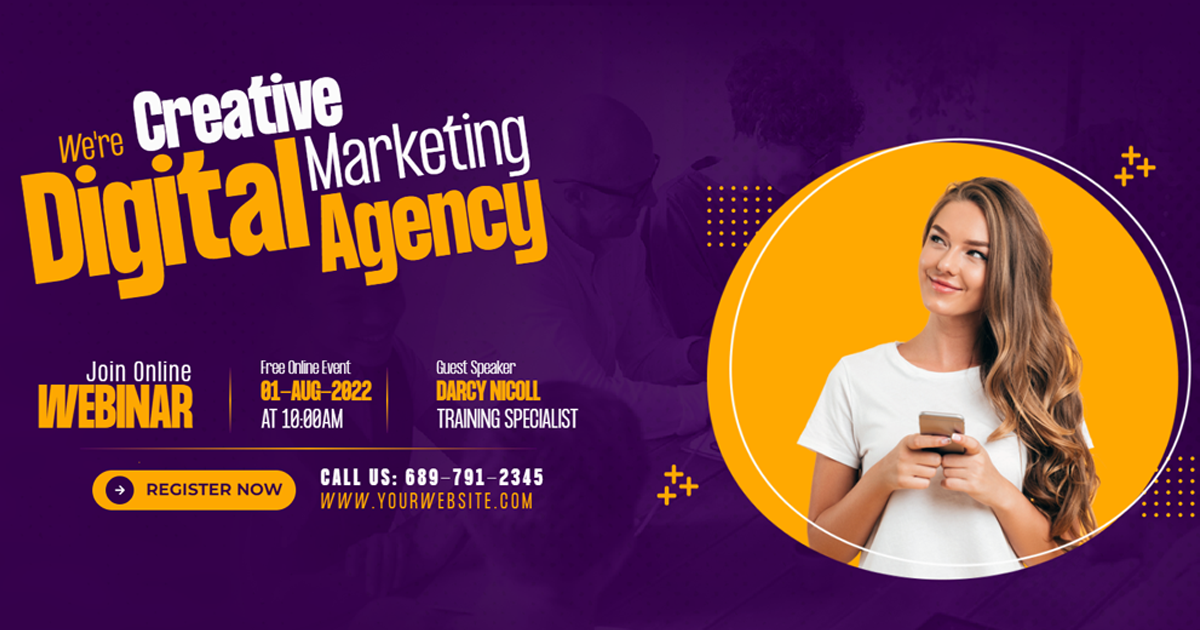 We're Creative
Digital Marketing
Agency
Join Online
WEBINAR
Free Online Event
01-AUG-2022
AT 10:00AM
Guest Speaker
DARCY NICOLL
TRAINING SPECIALIST
REGISTER NOW
CALL US: 689-791-2345
WWW.YOURWEBSITE.COM